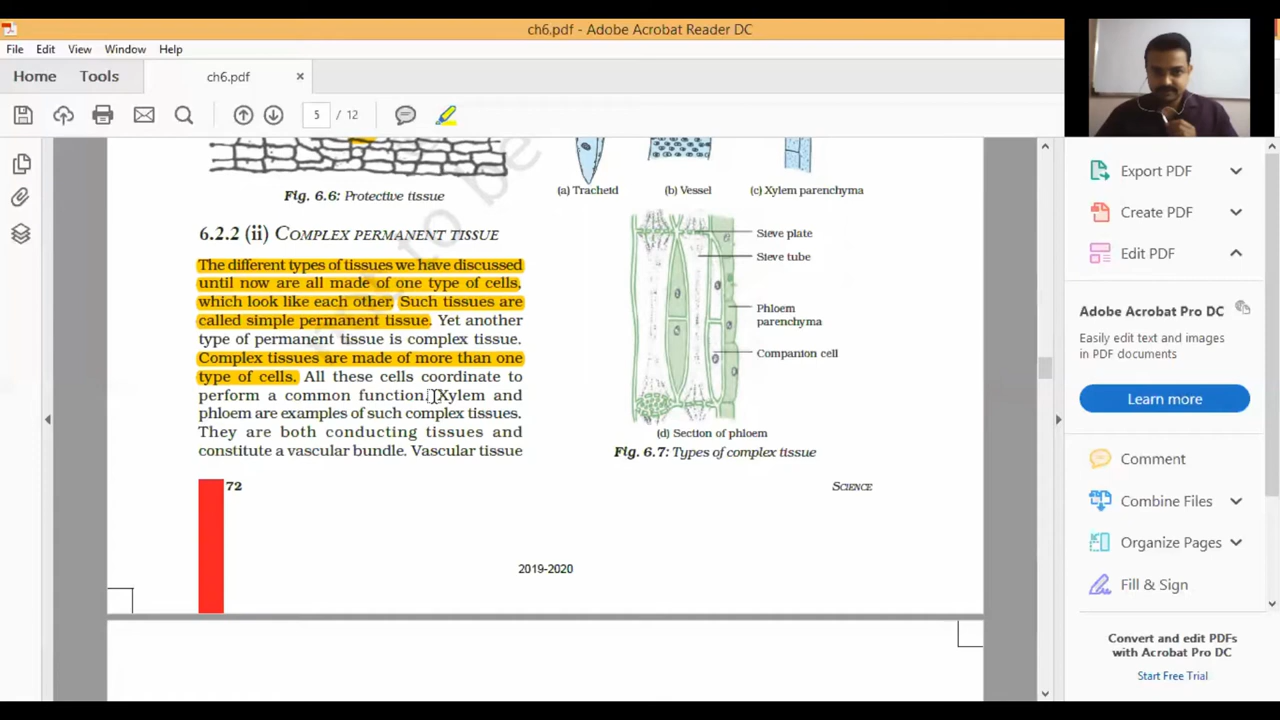 ch6.pdf - Adobe Acrobat Reader DC
File Edit View Window Help
Home Tools ch6.pdf ×
5 / 12
Fig. 6.6: Protective tissue
6.2.2 (ii) COMPLEX PERMANENT TISSUE
The different types of tissues we have discussed
until now are all made of one type of cells,
which look like each other. Such tissues are
called simple permanent tissue. Yet another
type of permanent tissue is complex tissue.
Complex tissues are made of more than one
type of cells. All these cells coordinate to
perform a common function. Xylem and
phloem are examples of such complex tissues.
They are both conducting tissues and
constitute a vascular bundle. Vascular tissue
72
(a) Tracheid (b) Vessel (c) Xylem parenchyma
Sieve plate
Sieve tube
Phloem
parenchyma
Companion cell
(d) Section of phloem
Fig. 6.7: Types of complex tissue
SCIENCE
2019-2020
to be
Export PDF
Create PDF
Edit PDF
Adobe Acrobat Pro DC
Easily edit text and images
in PDF documents
Learn more
Comment
Combine Files
Organize Pages
Fill & Sign
Convert and edit PDFs
with Acrobat Pro DC
Start Free Trial